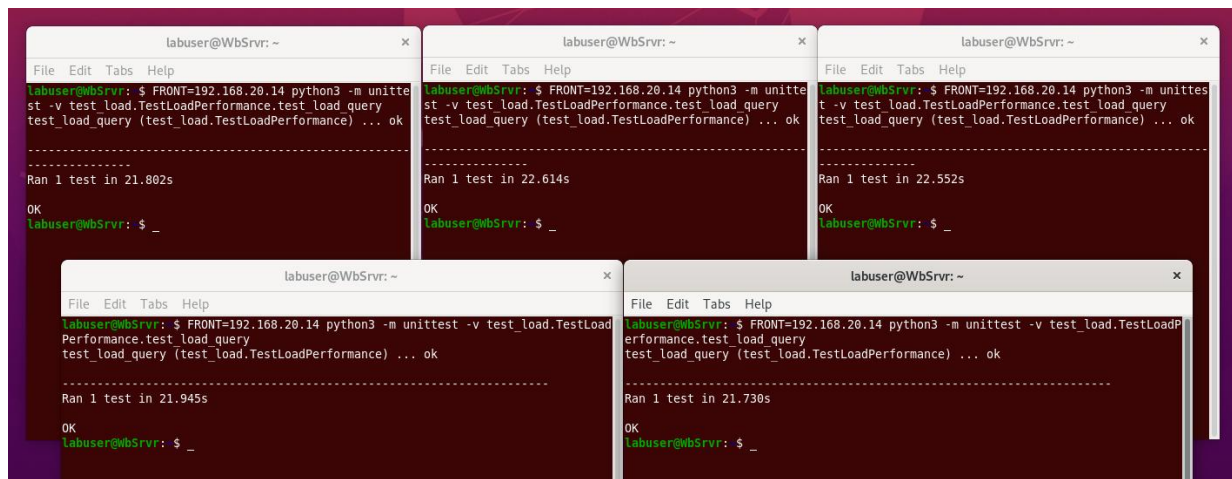 labuser@WbSrvr: ~ ×
File Edit Tabs Help
labuser@WbSrvr: $ FRONT=192.168.20.14 python3 -m unitte
st -v test_load.TestLoadPerformance.test_load_query
test_load_query (test_load.TestLoadPerformance) ... ok
-------------------------------------------------------
---------------
Ran 1 test in 21.802s
OK
labuser@WbSrvr: $ _
labuser@WbSrvr: ~ ×
File Edit Tabs Help
labuser@WbSrvr: $ FRONT=192.168.20.14 python3 -m unitte
st -v test_load.TestLoadPerformance.test_load_query
test_load_query (test_load.TestLoadPerformance) ... ok
-------------------------------------------------------
---------------
Ran 1 test in 22.614s
OK
labuser@WbSrvr: $ _
labuser@WbSrvr: ~ ×
File Edit Tabs Help
labuser@WbSrvr: $ FRONT=192.168.20.14 python3 -m unittes
t -v test_load.TestLoadPerformance.test_load_query
test_load_query (test_load.TestLoadPerformance) ... ok
--------------------------------------------------------
--------------
Ran 1 test in 22.552s
OK
labuser@WbSrvr: $ _
labuser@WbSrvr: ~ ×
File Edit Tabs Help
labuser@WbSrvr: $ FRONT=192.168.20.14 python3 -m unittest -v test_load.TestLoad
Performance.test_load_query
test_load_query (test_load.TestLoadPerformance) ... ok
----------------------------------------------------------------------
Ran 1 test in 21.945s
OK
labuser@WbSrvr: $ _
labuser@WbSrvr: ~ ×
File Edit Tabs Help
labuser@WbSrvr: $ FRONT=192.168.20.14 python3 -m unittest -v test_load.TestLoadP
erformance.test_load_query
test_load_query (test_load.TestLoadPerformance) ... ok
----------------------------------------------------------------------
Ran 1 test in 21.730s
OK
labuser@WbSrvr: $ _